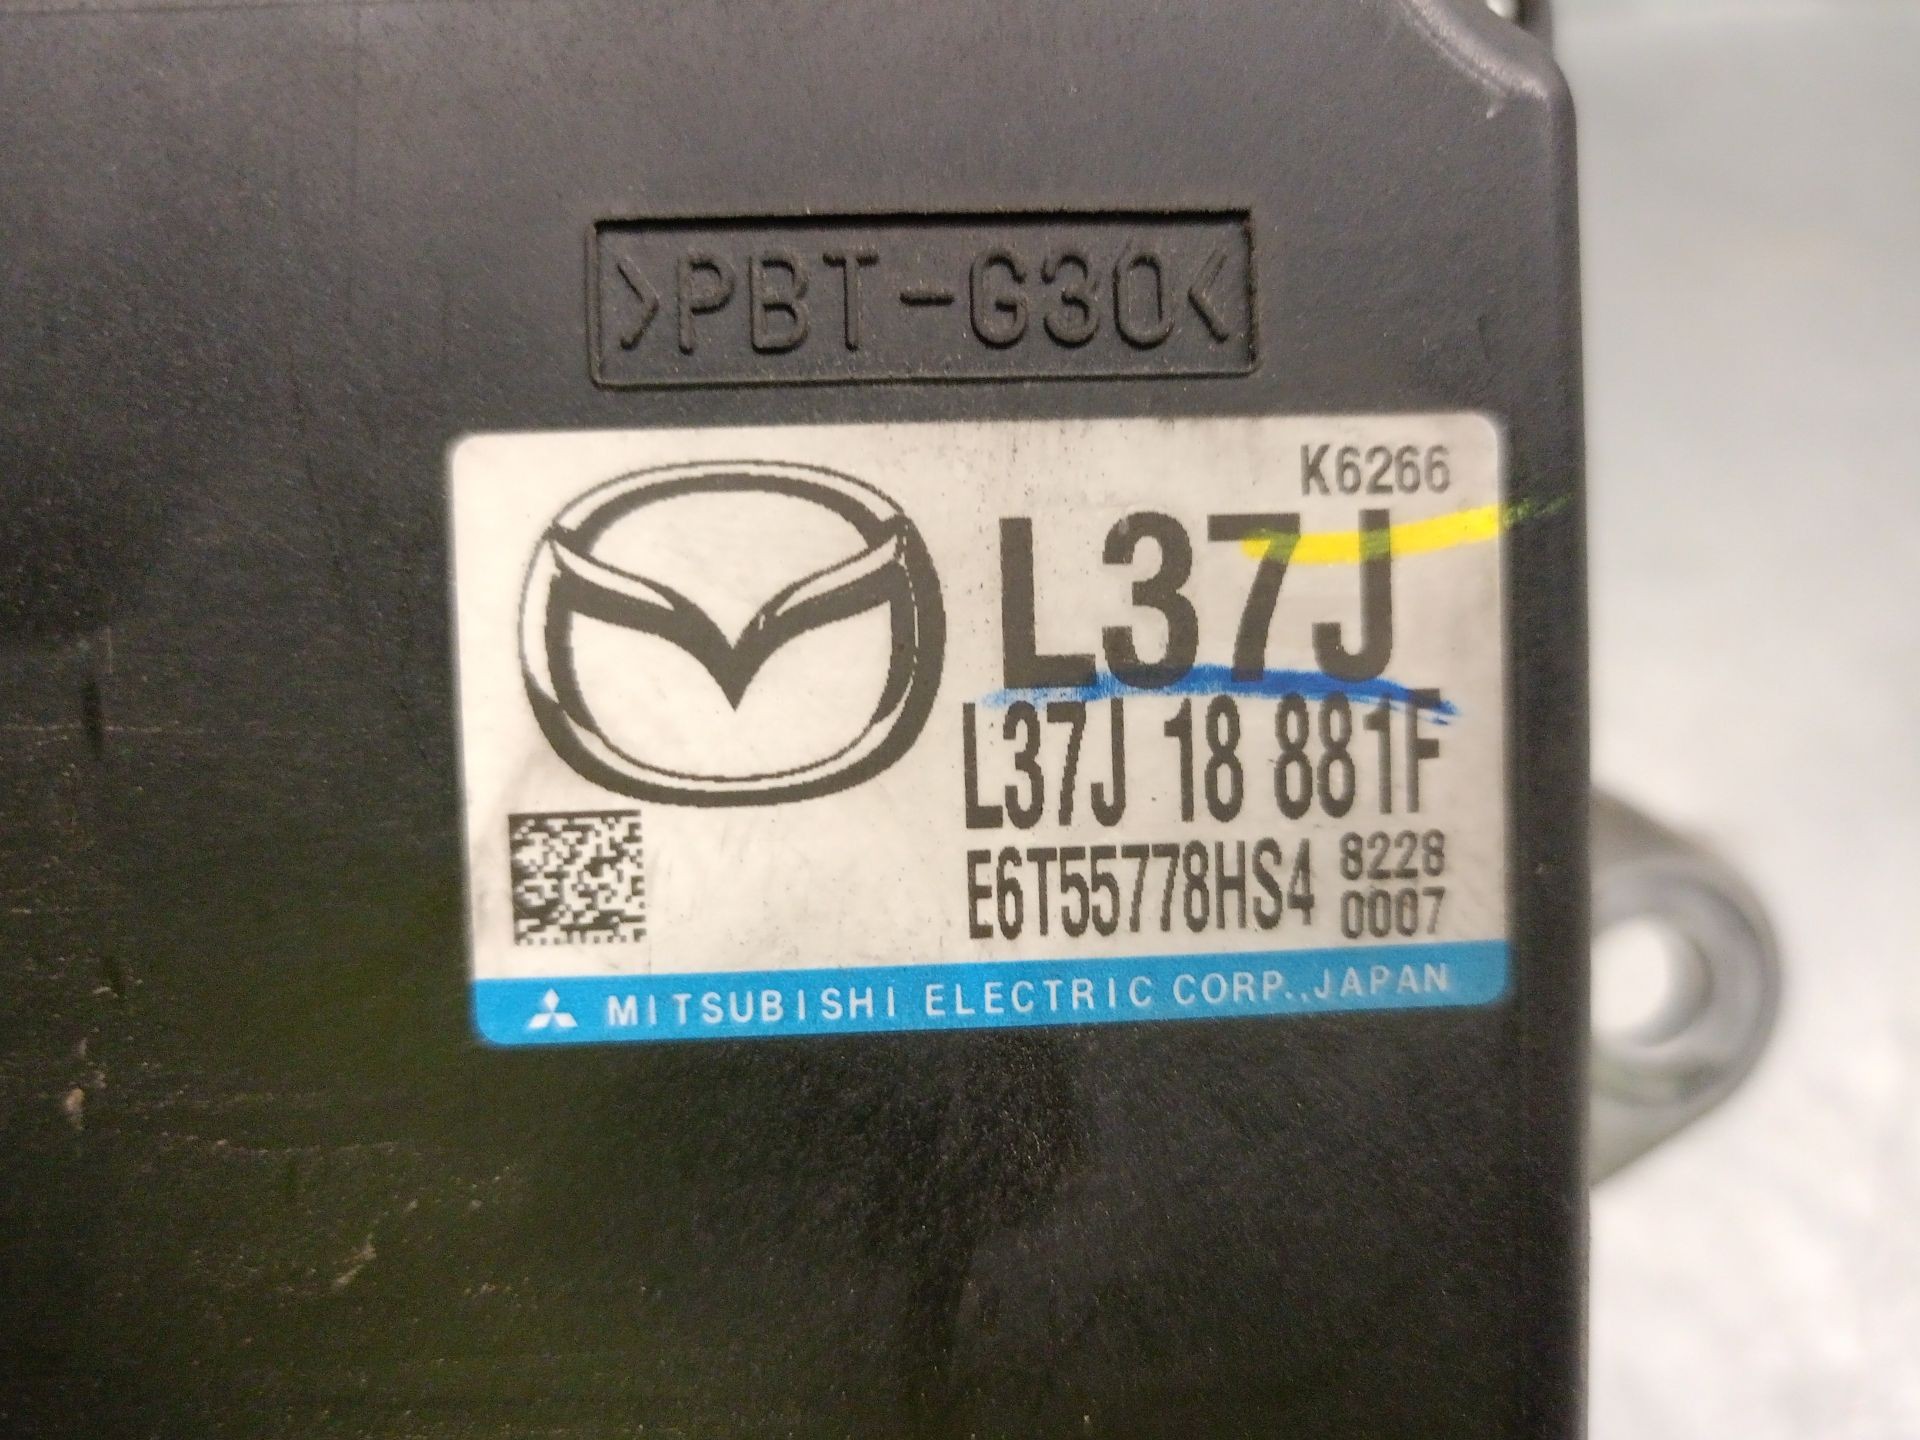 >PBT-G30<
K6266
L37J
L37J 18 881F
E6T55778HS4 8228
0007
MITSUBISHI ELECTRIC CORP., JAPAN